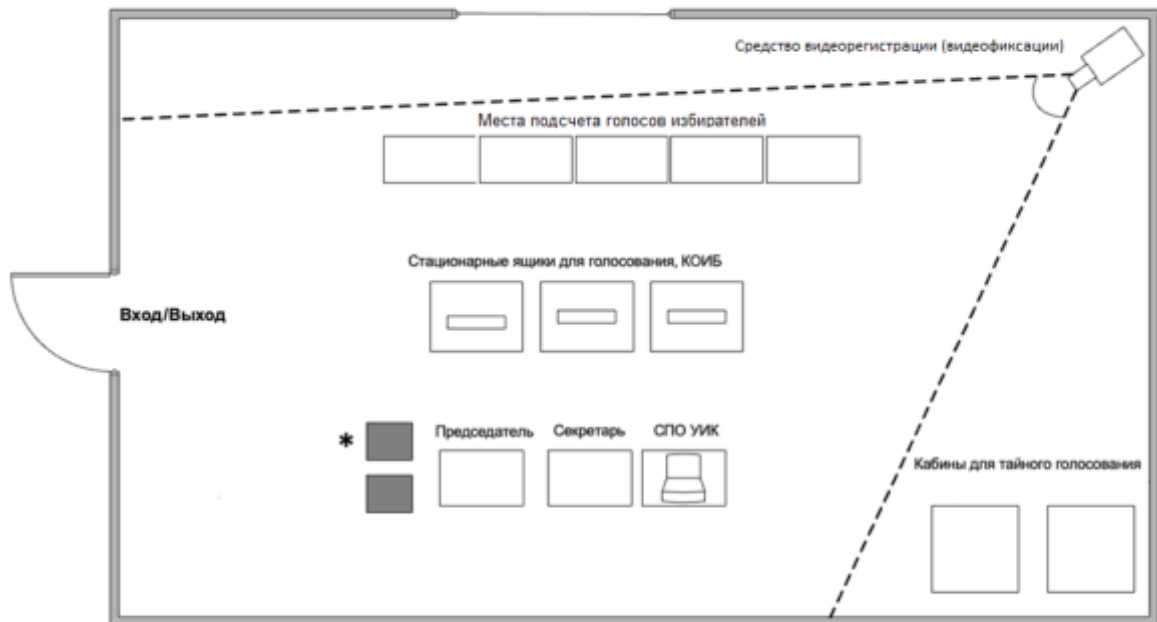 Средство видеорегистрации (видеофиксации)
Места подсчета голосов избирателей
Стационарные ящики для голосования, КОИБ
Вход/Выход
*
Председатель
Секретарь
СПО УИК
Кабины для тайного голосования